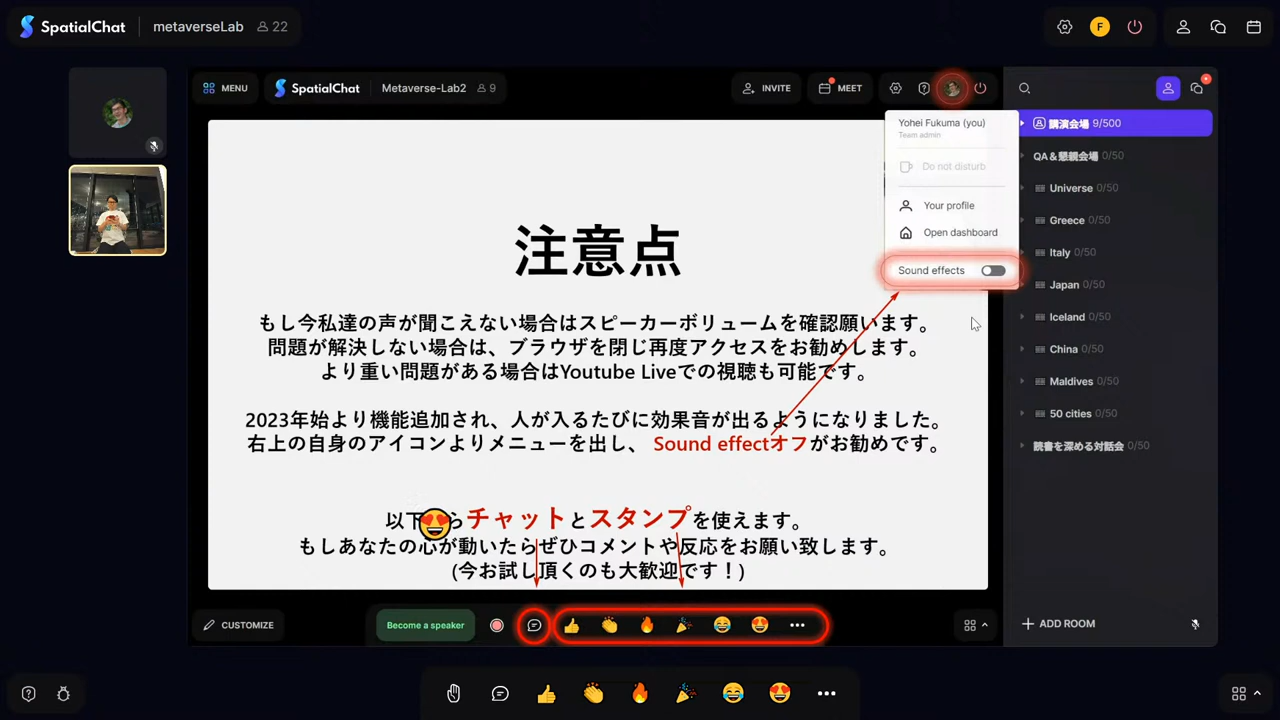 SpatialChat
metaverseLab
22
F
MENU
SpatialChat
Metaverse-Lab2
9
INVITE
MEET
Yohei Fukuma (you)
Team admin
Do not disturb
Your profile
Open dashboard
Sound effects
講演会場 9/500
QA＆懇親会場 0/50
Universe 0/50
Greece 0/50
Italy 0/50
Japan 0/50
Iceland 0/50
China 0/50
Maldives 0/50
50 cities 0/50
読書を深める対話会 0/50
ADD ROOM
注意点
もし今私達の声が聞こえない場合はスピーカーボリュームを確認願います。
問題が解決しない場合は、ブラウザを閉じ再度アクセスをお勧めします。
より重い問題がある場合はYoutube Liveでの視聴も可能です。
2023年始より機能追加され、人が入るたびに効果音が出るようになりました。
右上の自身のアイコンよりメニューを出し、 Sound effectオフがお勧めです。
以下😍らチャットとスタンプを使えます。
もしあなたの心が動いたらぜひコメントや反応をお願い致します。
(今お試し頂くのも大歓迎です！)
CUSTOMIZE
Become a speaker